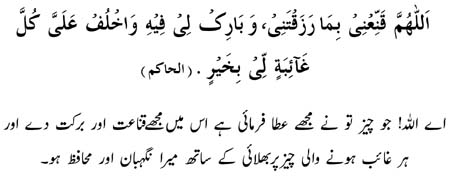 اَللّٰهُمَّ قَنِّعْنِیْ بِمَا رَزَقْتَنِیْ، وَ بَارِکْ لِیْ فِیْهِ وَاخْلُفْ عَلَیَّ کُلَّ
غَآئِبَةٍ لِّیْ بِخَیْرٍ . (الحاکم)
اے اللہ! جو چیز تو نے مجھے عطا فرمائی ہے اس میں مجھے قناعت اور برکت دے اور
ہر غائب ہونے والی چیز پر بھلائی کے ساتھ میرا نگہبان اور محافظ ہو۔